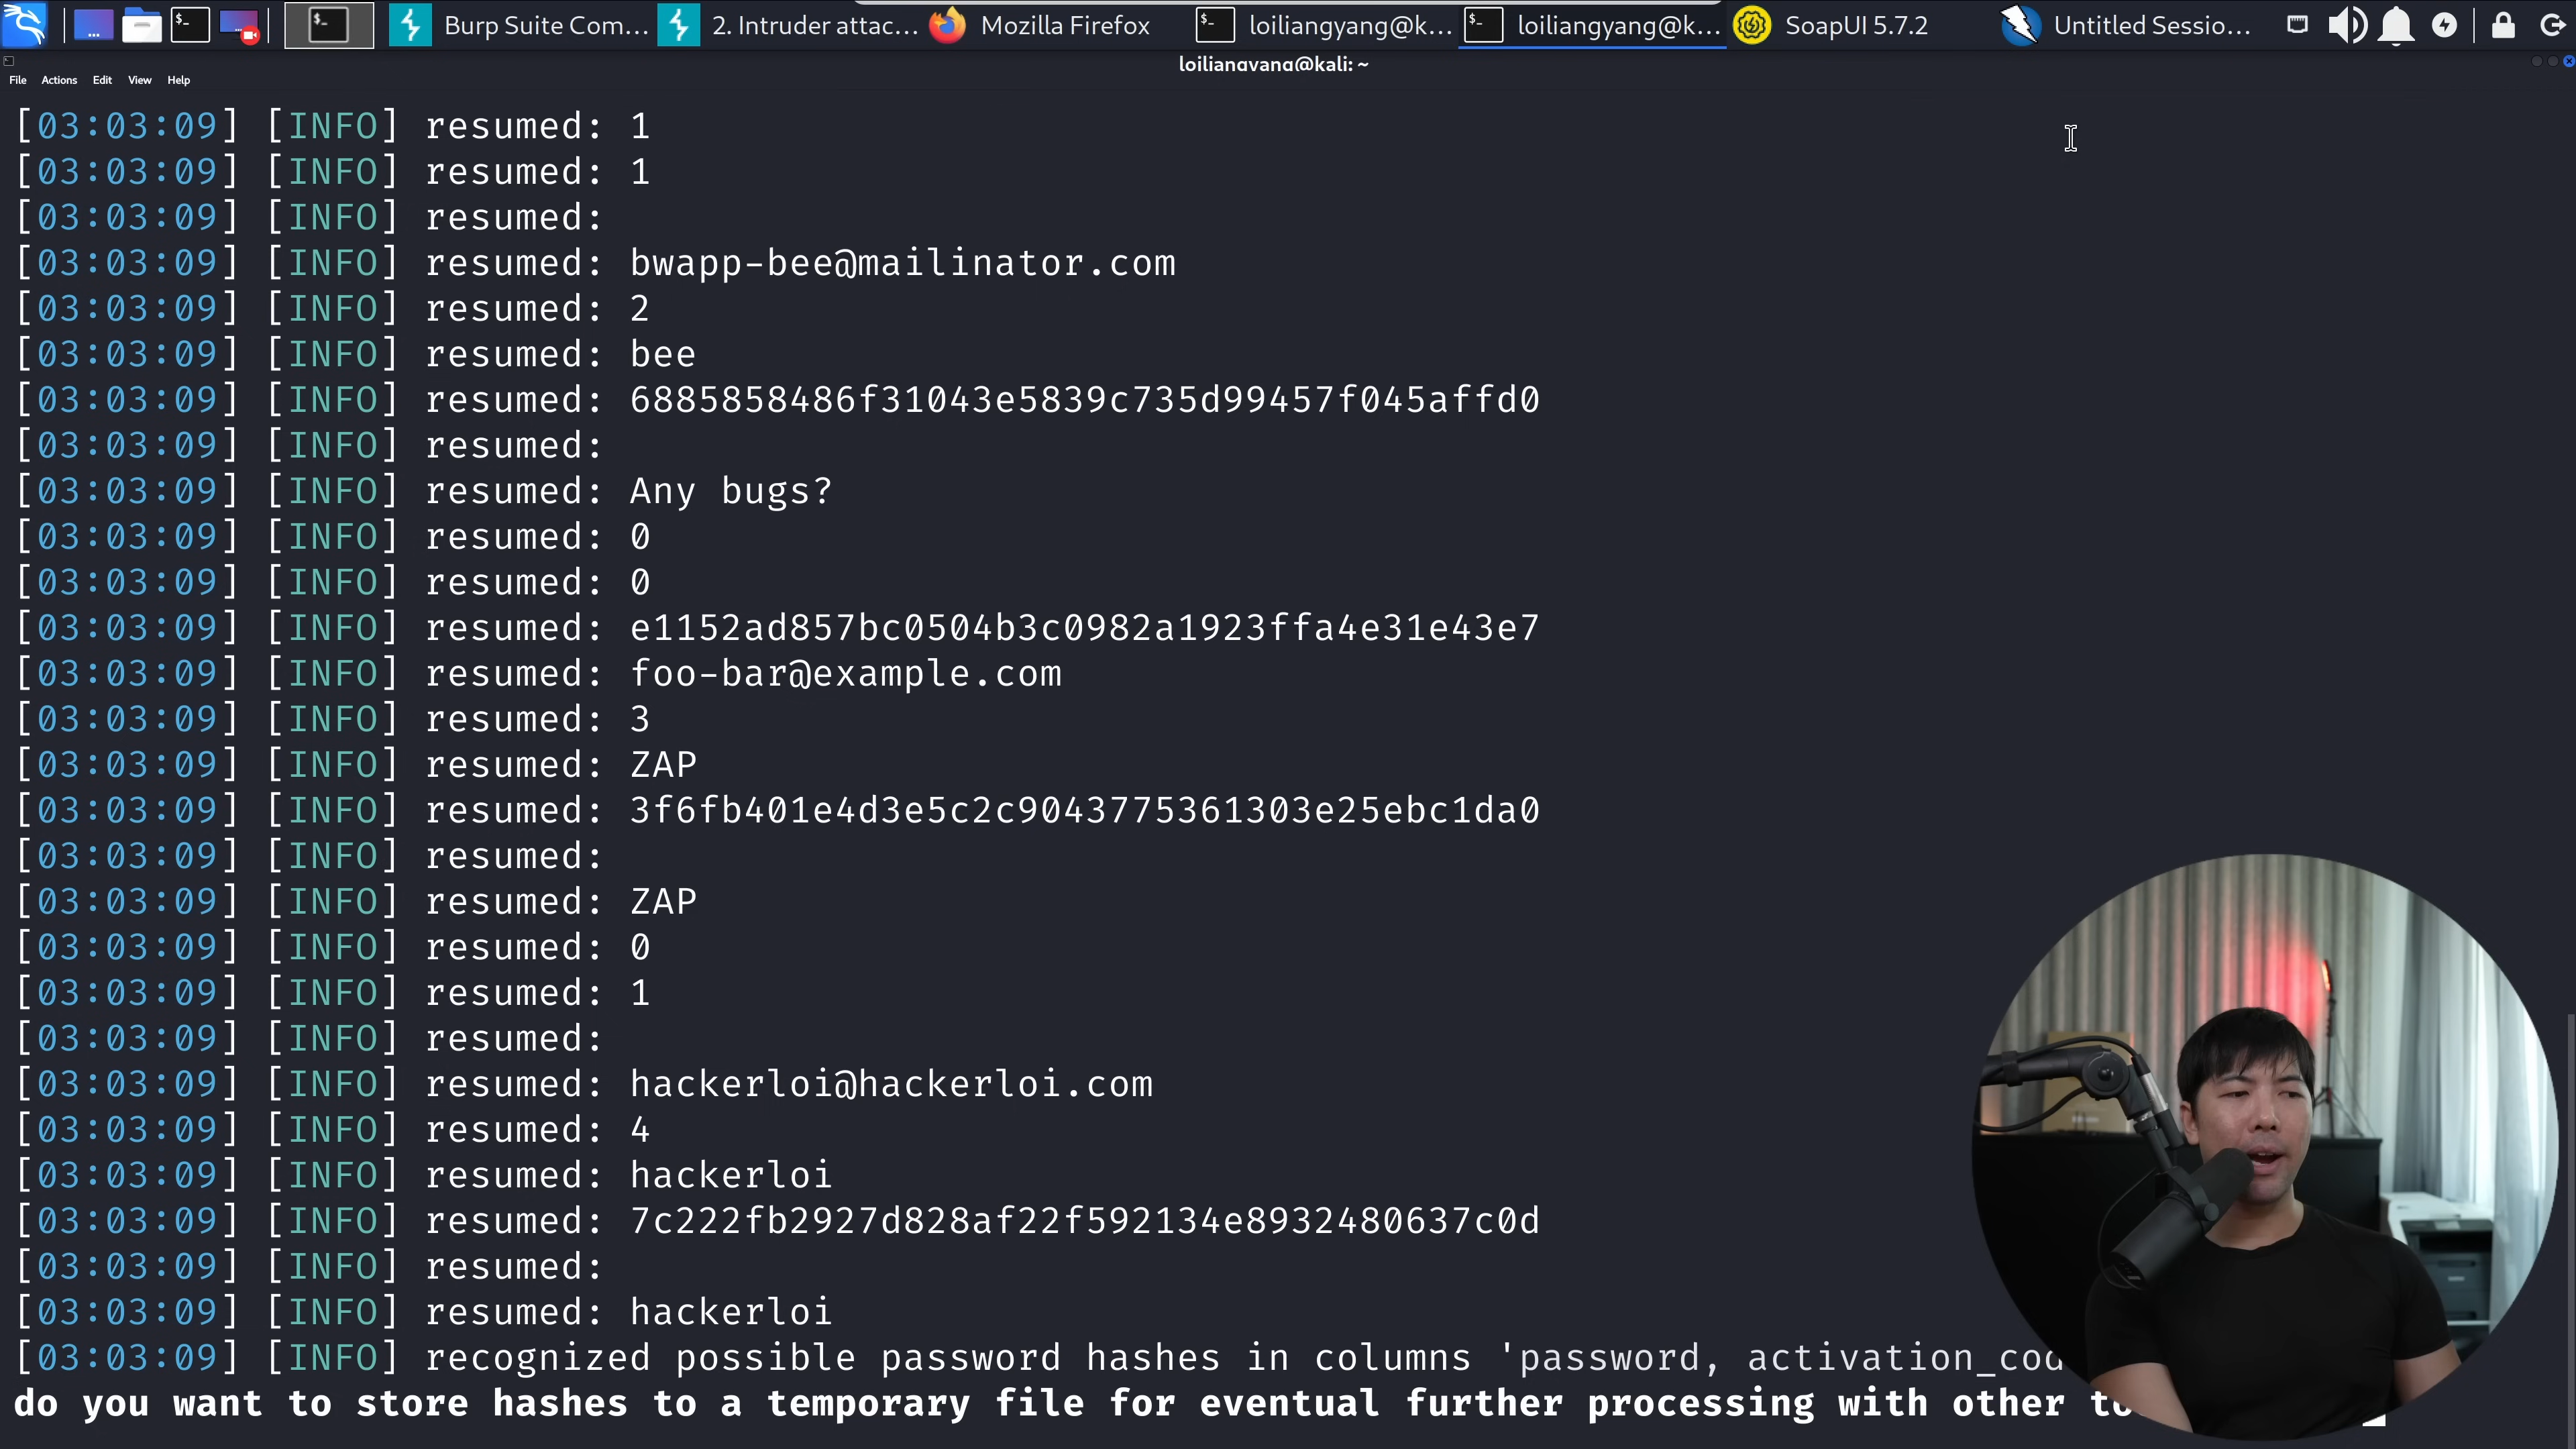 Burp Suite Com...
2. Intruder attac...
Mozilla Firefox
loiliangyang@k...
loiliangyang@k...
SoapUI 5.7.2
Untitled Sessio...
loiliangyang@kali: ~
File Actions Edit View Help
[03:03:09] [INFO] resumed: 1
[03:03:09] [INFO] resumed: 1
[03:03:09] [INFO] resumed:
[03:03:09] [INFO] resumed: bwapp-bee@mailinator.com
[03:03:09] [INFO] resumed: 2
[03:03:09] [INFO] resumed: bee
[03:03:09] [INFO] resumed: 6885858486f31043e5839c735d99457f045affd0
[03:03:09] [INFO] resumed:
[03:03:09] [INFO] resumed: Any bugs?
[03:03:09] [INFO] resumed: 0
[03:03:09] [INFO] resumed: 0
[03:03:09] [INFO] resumed: e1152ad857bc0504b3c0982a1923ffa4e31e43e7
[03:03:09] [INFO] resumed: foo-bar@example.com
[03:03:09] [INFO] resumed: 3
[03:03:09] [INFO] resumed: ZAP
[03:03:09] [INFO] resumed: 3f6fb401e4d3e5c2c9043775361303e25ebc1da0
[03:03:09] [INFO] resumed:
[03:03:09] [INFO] resumed: ZAP
[03:03:09] [INFO] resumed: 0
[03:03:09] [INFO] resumed: 1
[03:03:09] [INFO] resumed:
[03:03:09] [INFO] resumed: hackerloi@hackerloi.com
[03:03:09] [INFO] resumed: 4
[03:03:09] [INFO] resumed: hackerloi
[03:03:09] [INFO] resumed: 7c222fb2927d828af22f592134e8932480637c0d
[03:03:09] [INFO] resumed:
[03:03:09] [INFO] resumed: hackerloi
[03:03:09] [INFO] recognized possible password hashes in columns 'password, activation_cod
do you want to store hashes to a temporary file for eventual further processing with other